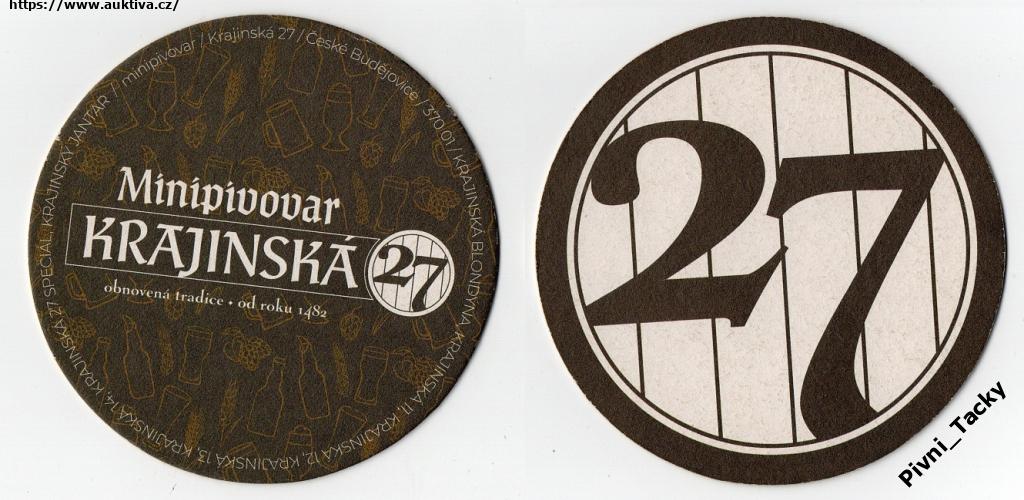 https://www.auktiva.cz/
minipivovar / Krajinská 27 / České Budějovice / 370 01 / KRAJINSKÁ BLONDÝNA, KRAJINSKÁ 11, KRAJINSKÁ 12, KRAJINSKÁ 13, KRAJINSKÁ 14, KRAJINSKÁ 27 SPECIÁL, KRAJINSKÝ JANTAR /
Minipivovar
KRAJINSKÁ
27
obnovená tradice • od roku 1482
27
Pivni_Tacky